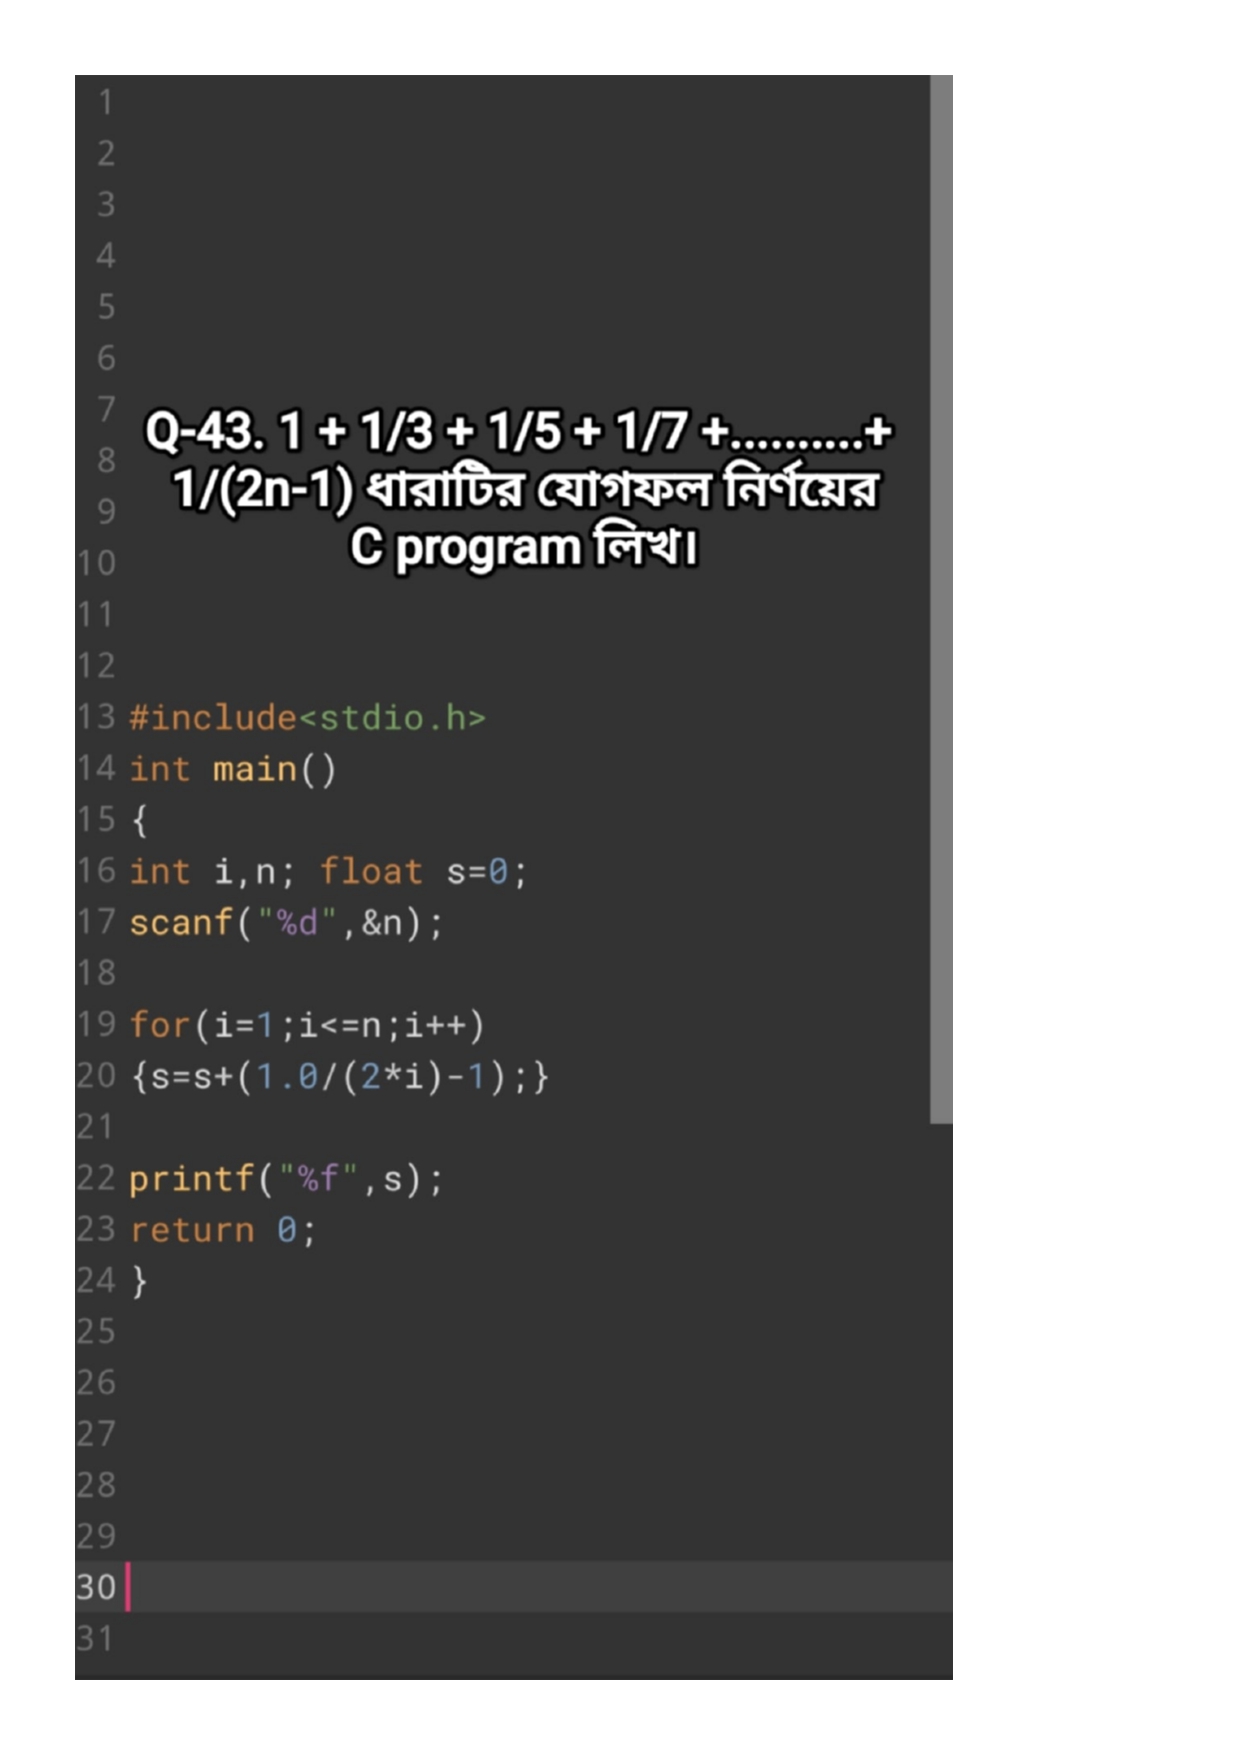 1
2
3
4
5
6
7
Q-43. 1 + 1/3 + 1/5 + 1/7 +..........+
8
1/(2n-1) ধারাটির যোগফল নির্ণয়ের
9
C program লিখ।
10
11
12
13 #include<stdio.h>
14 int main()
15 {
16 int i,n; float s=0;
17 scanf("%d",&n);
18
19 for(i=1;i<=n;i++)
20 {s=s+(1.0/(2*i)-1);}
21
22 printf("%f",s);
23 return 0;
24 }
25
26
27
28
29
30
31